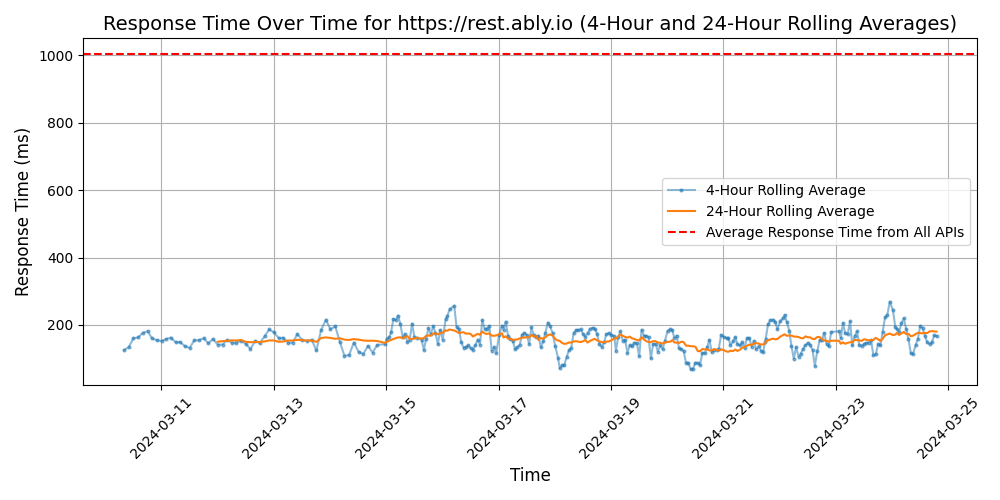 Response Time Over Time for https://rest.ably.io (4-Hour and 24-Hour Rolling Averages)
Response Time (ms)
1000
800
600
400
200
4-Hour Rolling Average
24-Hour Rolling Average
Average Response Time from All APIs
2024-03-11
2024-03-13
2024-03-15
2024-03-17
2024-03-19
2024-03-21
2024-03-23
2024-03-25
Time